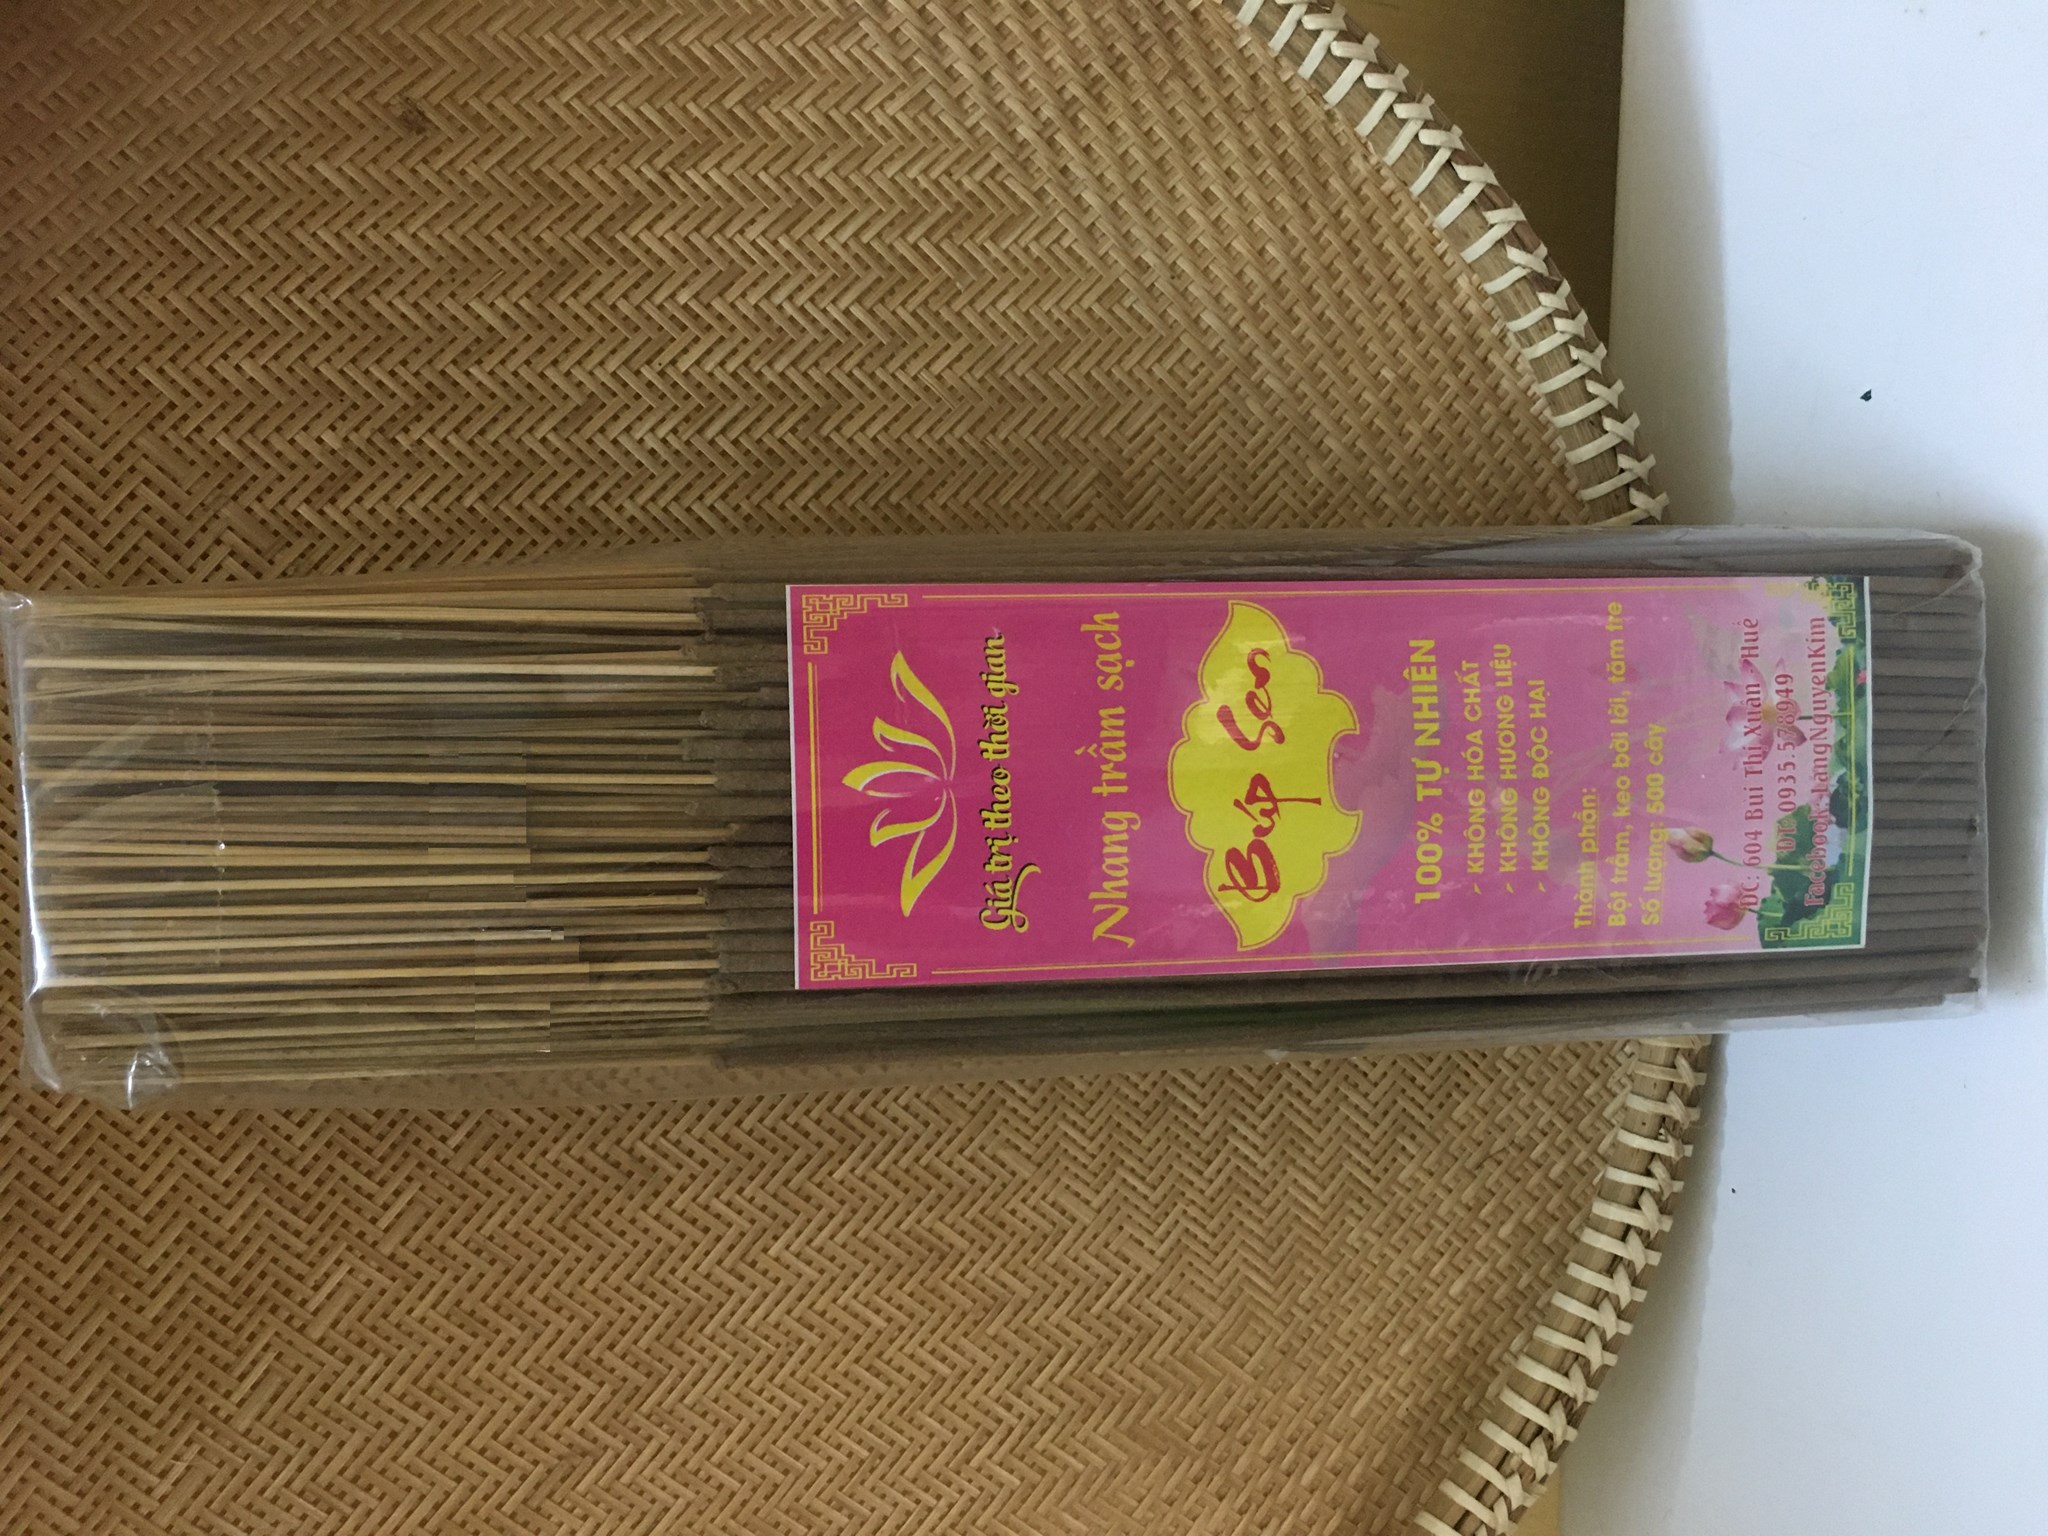 Giá trị theo thời gian
Nhang trầm sạch
Búp Sen
100% TỰ NHIÊN
KHÔNG HÓA CHẤT
KHÔNG HƯƠNG LIỆU
KHÔNG ĐỘC HẠI
Thành phần:
Bột trầm, keo bời lời, tăm tre
Số lượng: 500 cây
ĐC: 604 Bùi Thị Xuân - Huế
ĐT: 0935.578949
Facebook: LangNguyenKim